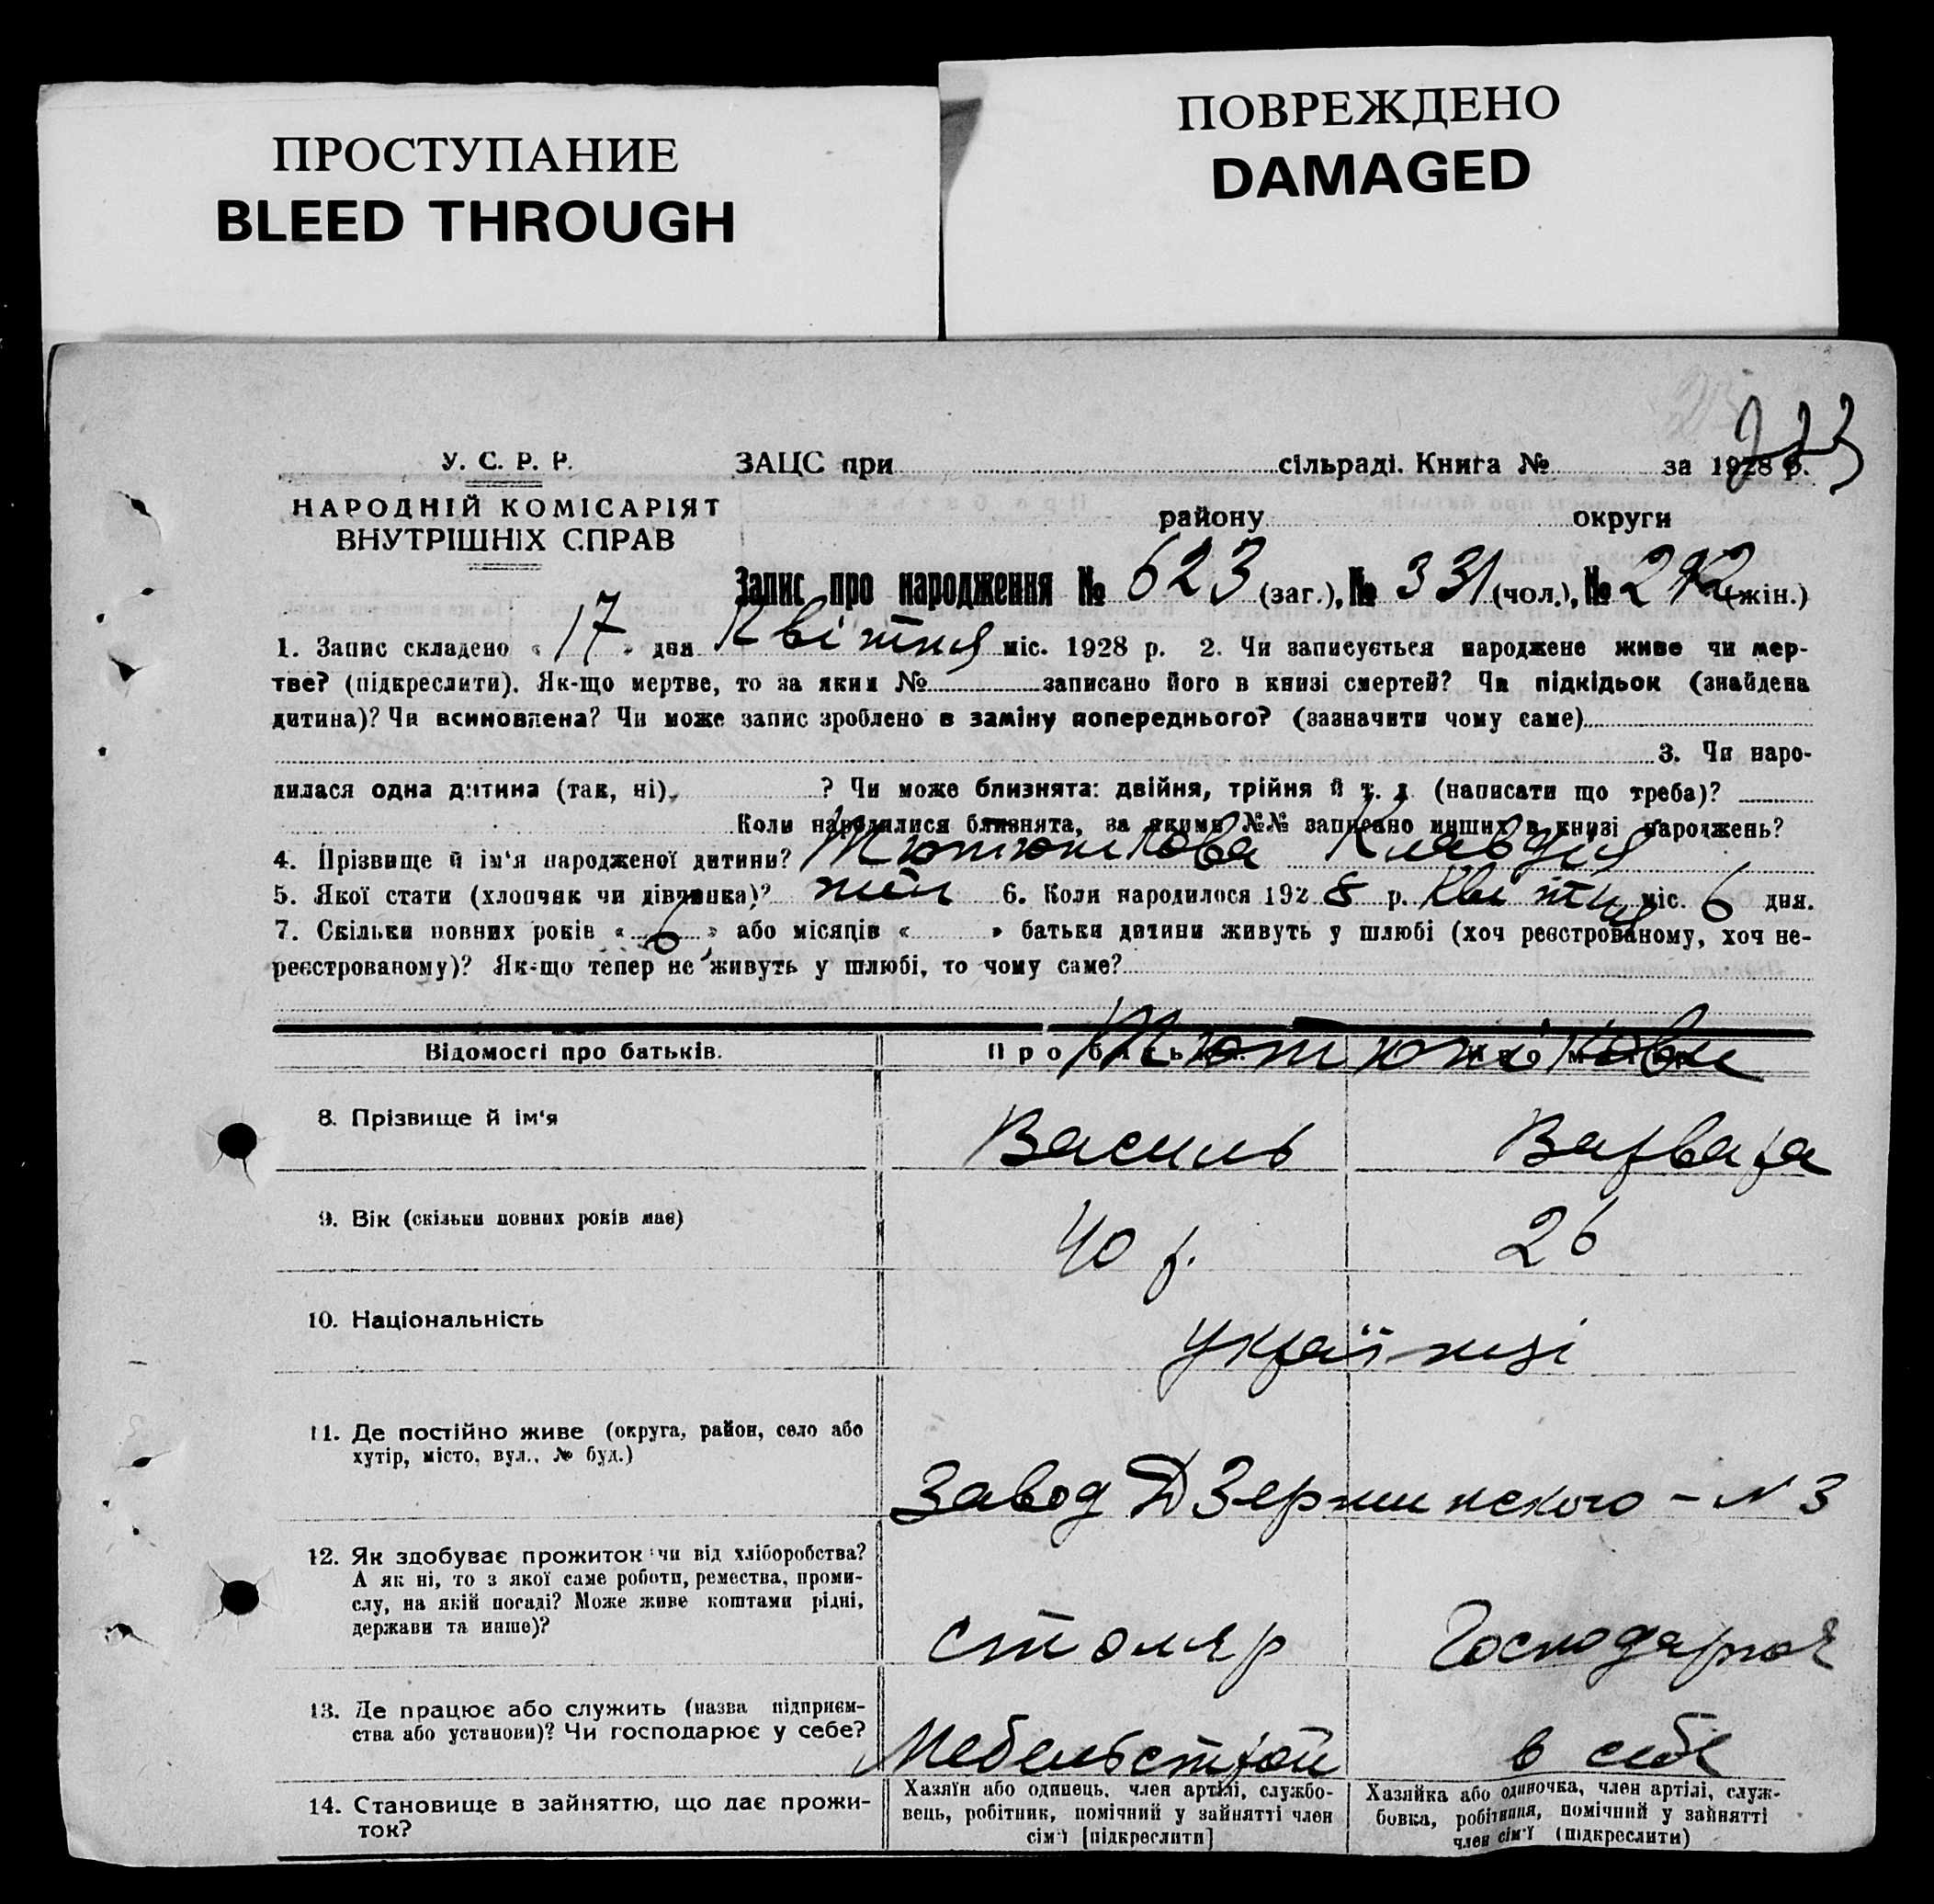 ПРОСТУПАНИЕ
BLEED THROUGH
ПОВРЕЖДЕНО
DAMAGED
223
У. С. Р. Р.
НАРОДНІЙ КОМІСАРІЯТ
ВНУТРІШНІХ СПРАВ
ЗАЦС при сільраді. Книга № за 1928 р.
району округи
Запис про народження № 623 (заг.), № 331 (чол.), № 292 (жін.)
1. Запис складено « 17 » дня Квітня міс. 1928 р. 2. Чи записується народжене живе чи мер-
тве? (підкреслити). Як-що мертве, то за яким № записано його в книзі смертей? Чи підкідьок (знайдена
дитина)? Чи всиновлена? Чи може запис зроблено в заміну попереднього? (зазначити чому саме)
3. Чи наро-
дилася одна дитина (так, ні), ? Чи може близнята: двійня, трійня й т. д. (написати що треба)?
Коли народилися близнята, за якими №№ записано инших в книзі народжень?
4. Прізвище й ім'я народженої дитини? Тютюнікова Клавдія
5. Якої статі (хлопчик чи дівчинка)? жін 6. Коли народилося 1928 р. Квітня міс. 6 дня.
7. Скільки повних років « 6 » або місяців « » батьки дитини живуть у шлюбі (хоч реєстрованому, хоч не-
реєстрованому)? Як-що тепер не живуть у шлюбі, то чому саме?
Відомості про батьків. Про батька. Про матір.
Тютюнікови
8. Прізвище й ім'я Василь Варвара
9. Вік (скільки повних років має) 40 р. 26
10. Національність українці
11. Де постійно живе (округа, район, село або
хутір, місто, вул., № буд.)
Завод Дзержинського - N 3
12. Як здобуває прожиток чи від хліборобства?
А як ні, то з якої саме роботи, ремества, проми-
слу, на якій посаді? Може живе коштами рідні,
держави та инше)?
столяр Господарює
13. Де працює або служить (назва підприєм-
ства або установи)? Чи господарює у себе?
Мебельстрой в себе
14. Становище в зайняттю, що дає прожи-
ток?
Хазяїн або одинець, член артілі, службо-
вець, робітник, помічний у зайнятті член
сім'ї [підкреслити]
Хазяйка або одиночка, член артілі, служ-
бовка, робітниця, помічний у зайнятті
член сім'ї (підкреслити)